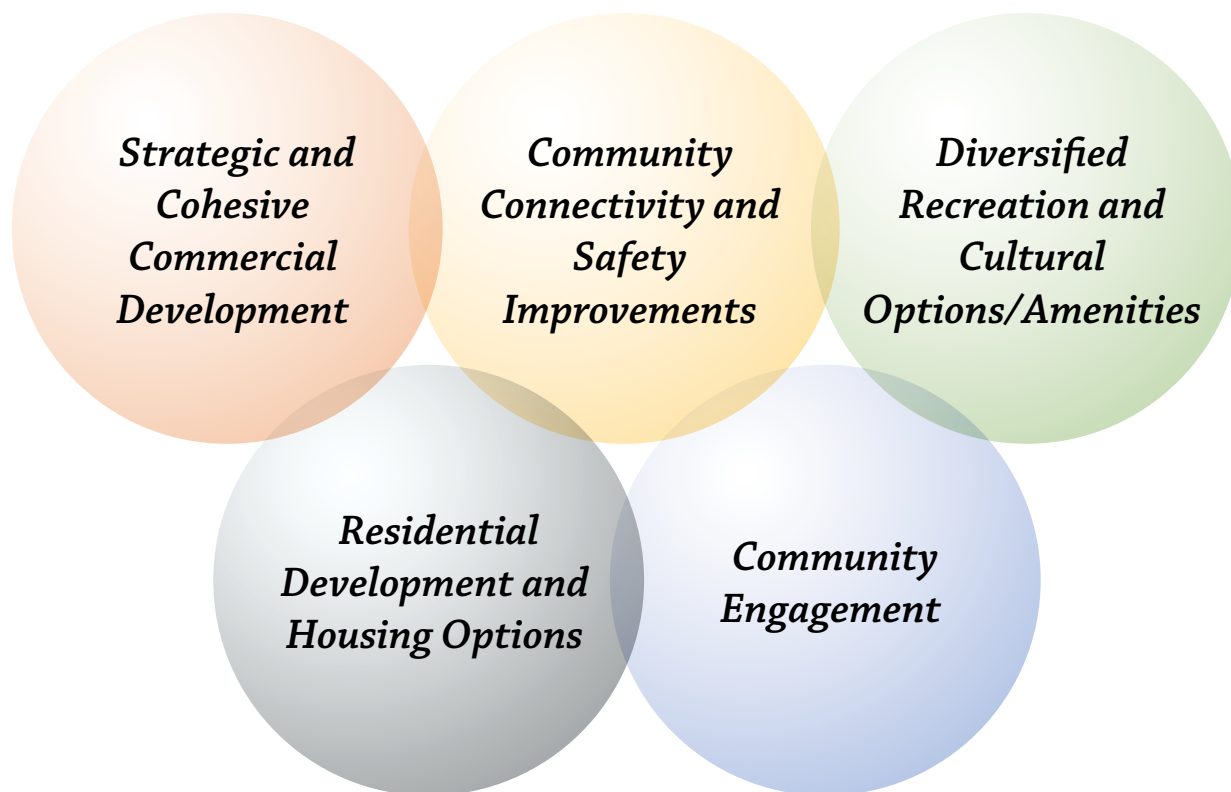 Strategic and
Cohesive
Commercial
Development
Community
Connectivity and
Safety
Improvements
Diversified
Recreation and
Cultural
Options/Amenities
Residential
Development and
Housing Options
Community
Engagement